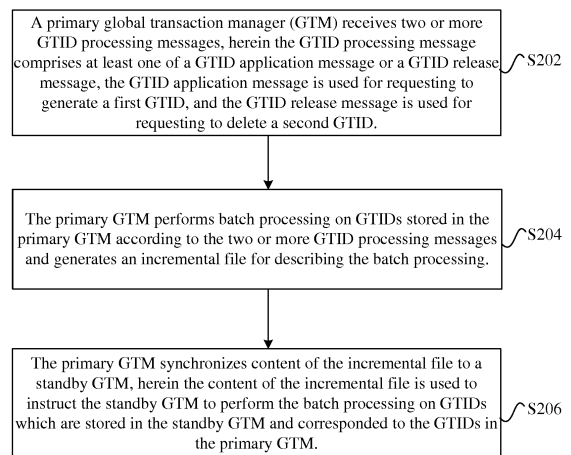 A primary global transaction manager (GTM) receives two or more
GTID processing messages, herein the GTID processing message
comprises at least one of a GTID application message or a GTID release
message, the GTID application message is used for requesting to
generate a first GTID, and the GTID release message is used for
requesting to delete a second GTID.
S202
The primary GTM performs batch processing on GTIDs stored in the
primary GTM according to the two or more GTID processing messages
and generates an incremental file for describing the batch processing.
S204
The primary GTM synchronizes content of the incremental file to a
standby GTM, herein the content of the incremental file is used to
instruct the standby GTM to perform the batch processing on GTIDs
which are stored in the standby GTM and corresponded to the GTIDs in
the primary GTM.
S206